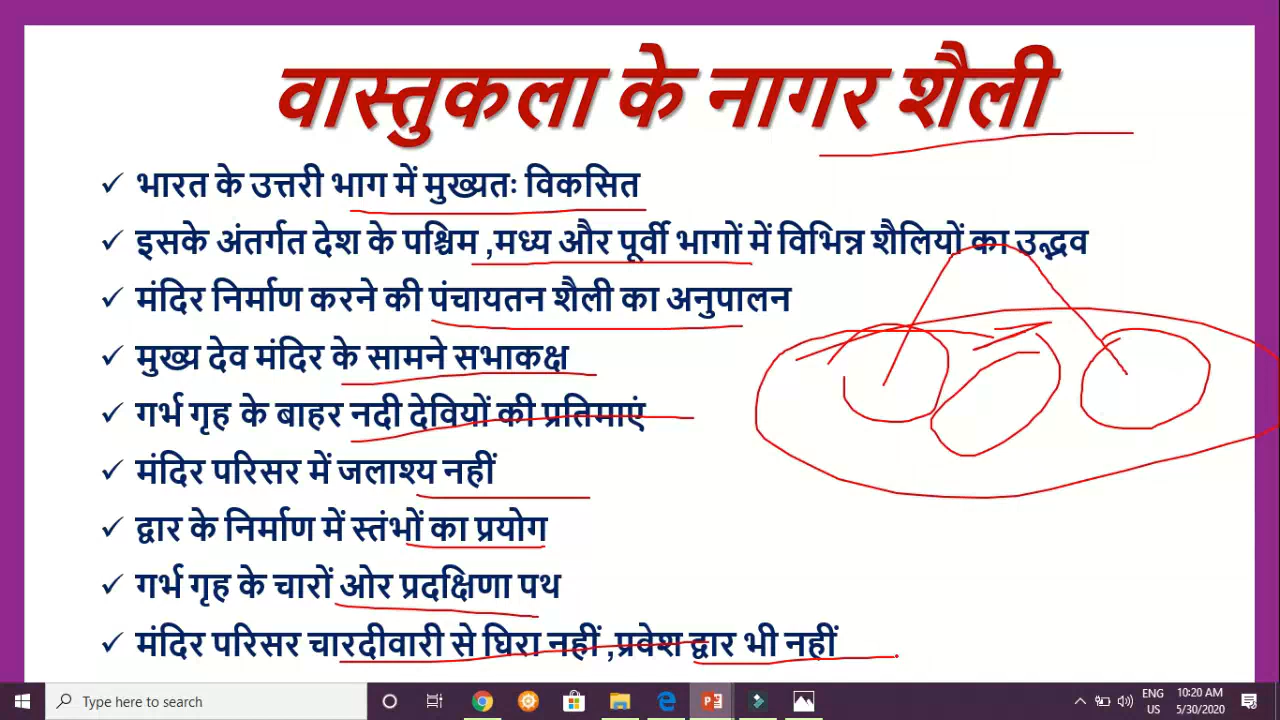 वास्तुकला के नागर शैली
✓ भारत के उत्तरी भाग में मुख्यतः विकसित
✓ इसके अंतर्गत देश के पश्चिम ,मध्य और पूर्वी भागों में विभिन्न शैलियों का उद्भव
✓ मंदिर निर्माण करने की पंचायतन शैली का अनुपालन
✓ मुख्य देव मंदिर के सामने सभाकक्ष
✓ गर्भ गृह के बाहर नदी देवियों की प्रतिमाएं
✓ मंदिर परिसर में जलाश्य नहीं
✓ द्वार के निर्माण में स्तंभों का प्रयोग
✓ गर्भ गृह के चारों ओर प्रदक्षिणा पथ
✓ मंदिर परिसर चारदीवारी से घिरा नहीं ,प्रवेश द्वार भी नहीं
Type here to search
ENG
US
10:20 AM
5/30/2020